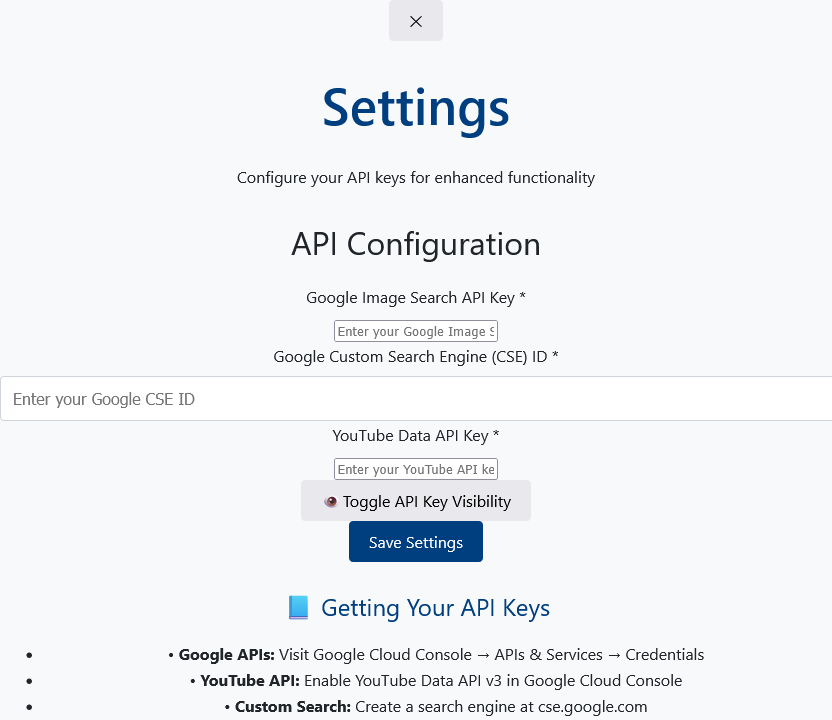 ×
Settings
Configure your API keys for enhanced functionality
API Configuration
Google Image Search API Key *
Enter your Google Image S
Google Custom Search Engine (CSE) ID *
Enter your Google CSE ID
YouTube Data API Key *
Enter your YouTube API ke
Toggle API Key Visibility
Save Settings
📘 Getting Your API Keys
• • Google APIs: Visit Google Cloud Console → APIs & Services → Credentials
• • YouTube API: Enable YouTube Data API v3 in Google Cloud Console
• • Custom Search: Create a search engine at cse.google.com